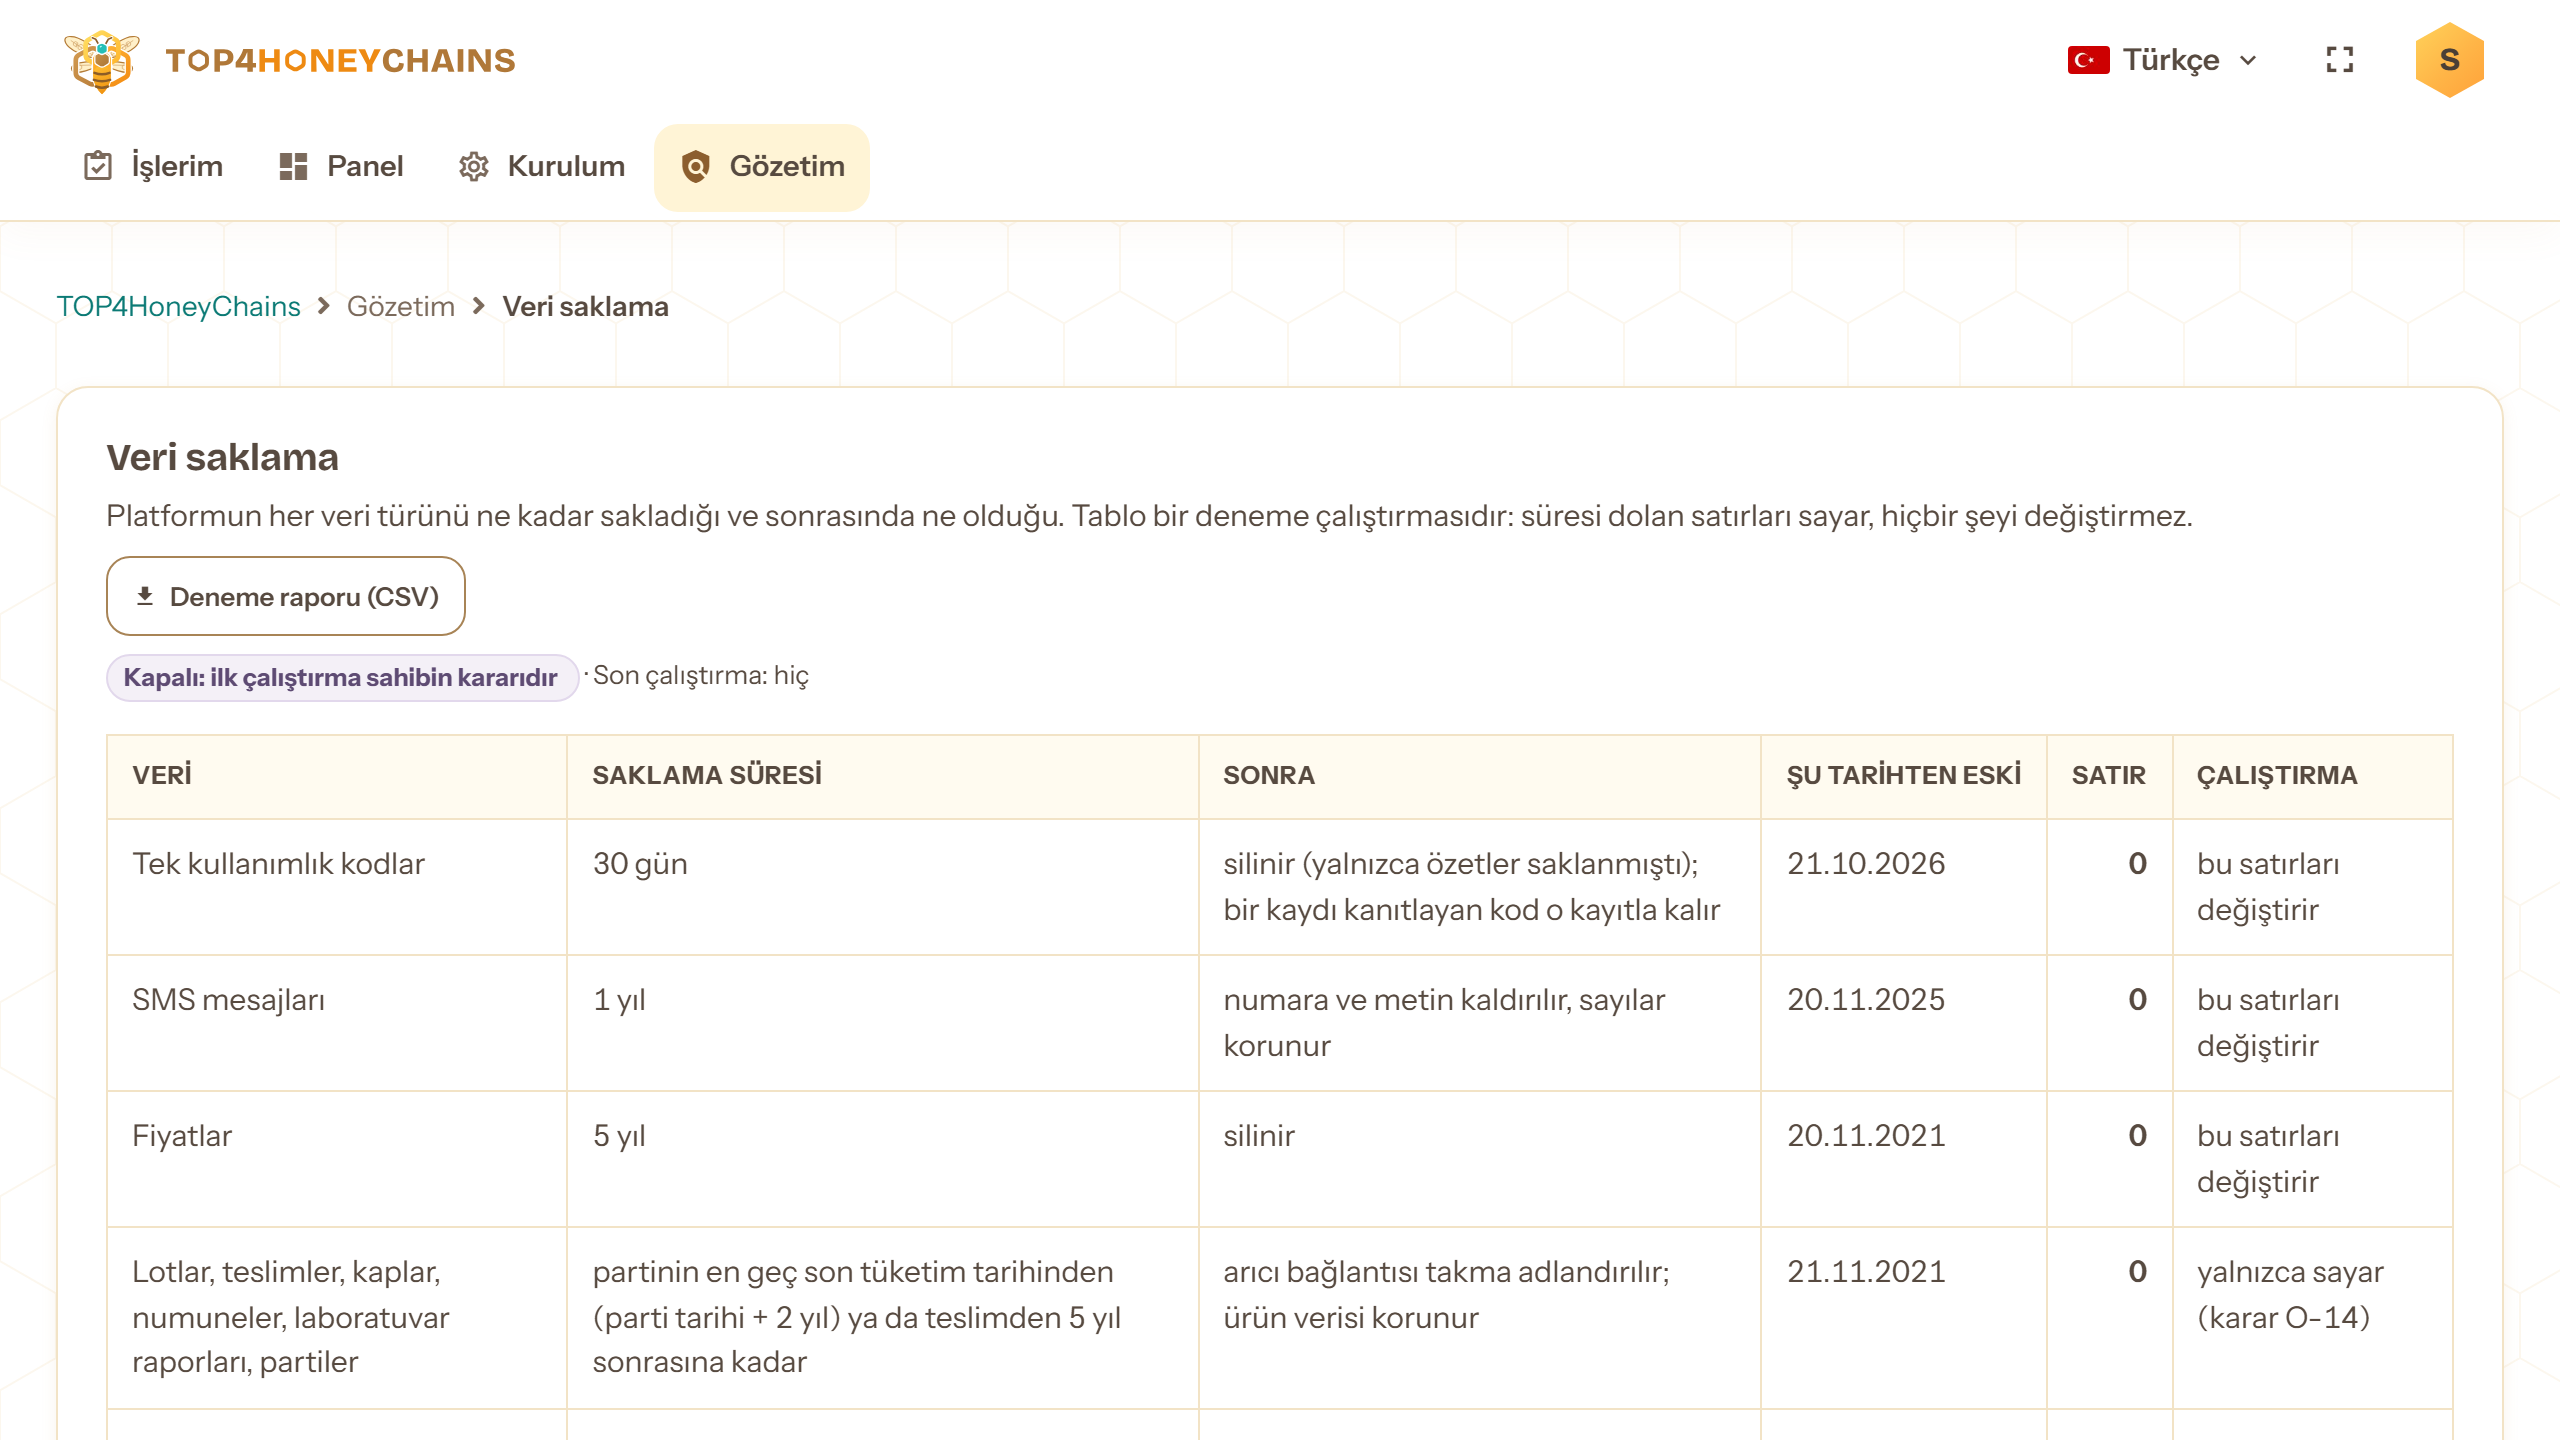 TOP4HONEYCHAINS
Türkçe
S
İşlerim
Panel
Kurulum
Gözetim
TOP4HoneyChains > Gözetim > Veri saklama
Veri saklama
Platformun her veri türünü ne kadar sakladığı ve sonrasında ne olduğu. Tablo bir deneme çalıştırmasıdır: süresi dolan satırları sayar, hiçbir şeyi değiştirmez.
Deneme raporu (CSV)
Kapalı: ilk çalıştırma sahibin kararıdır · Son çalıştırma: hiç
VERİ SAKLAMA SÜRESİ SONRA ŞU TARİHTEN ESKİ SATIR ÇALIŞTIRMA
Tek kullanımlık kodlar
30 gün
silinir (yalnızca özetler saklanmıştı);
bir kaydı kanıtlayan kod o kayıtla kalır
21.10.2026
0
bu satırları
değiştirir
SMS mesajları
1 yıl
numara ve metin kaldırılır, sayılar
korunur
20.11.2025
0
bu satırları
değiştirir
Fiyatlar
5 yıl
silinir
20.11.2021
0
bu satırları
değiştirir
Lotlar, teslimler, kaplar,
numuneler, laboratuvar
raporları, partiler
partinin en geç son tüketim tarihinden
(parti tarihi + 2 yıl) ya da teslimden 5 yıl
sonrasına kadar
arıcı bağlantısı takma adlandırılır;
ürün verisi korunur
21.11.2021
0
yalnızca sayar
(karar O-14)